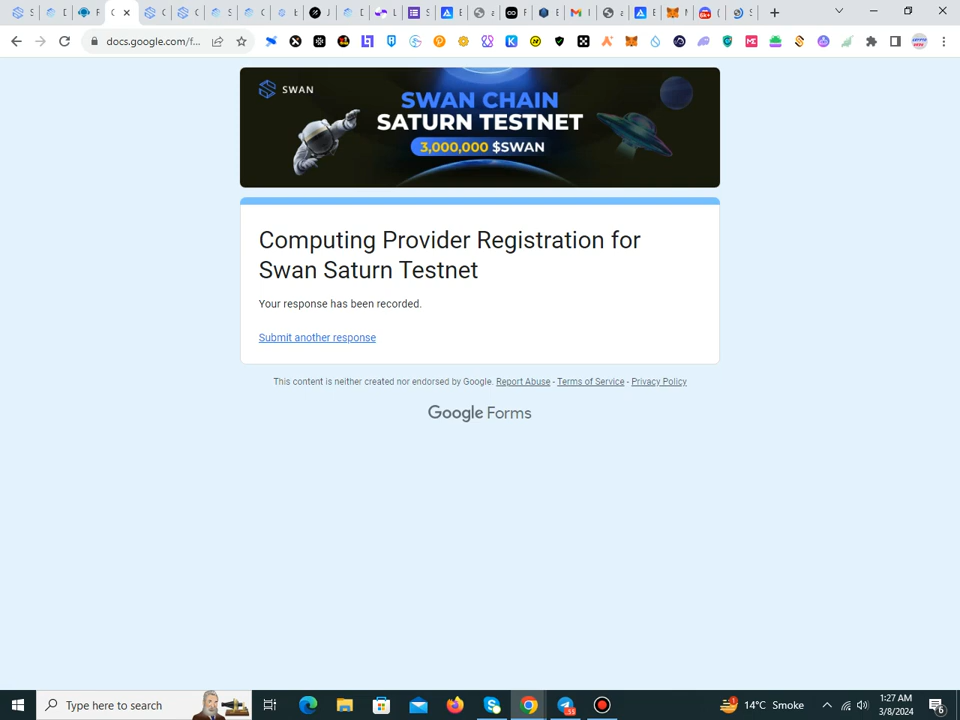 docs.google.com/f...
SWAN
SWAN CHAIN
SATURN TESTNET
3,000,000 $SWAN
Computing Provider Registration for
Swan Saturn Testnet
Your response has been recorded.
Submit another response
This content is neither created nor endorsed by Google. Report Abuse - Terms of Service - Privacy Policy
Google Forms
Type here to search
14°C Smoke
1:27 AM
3/8/2024
6